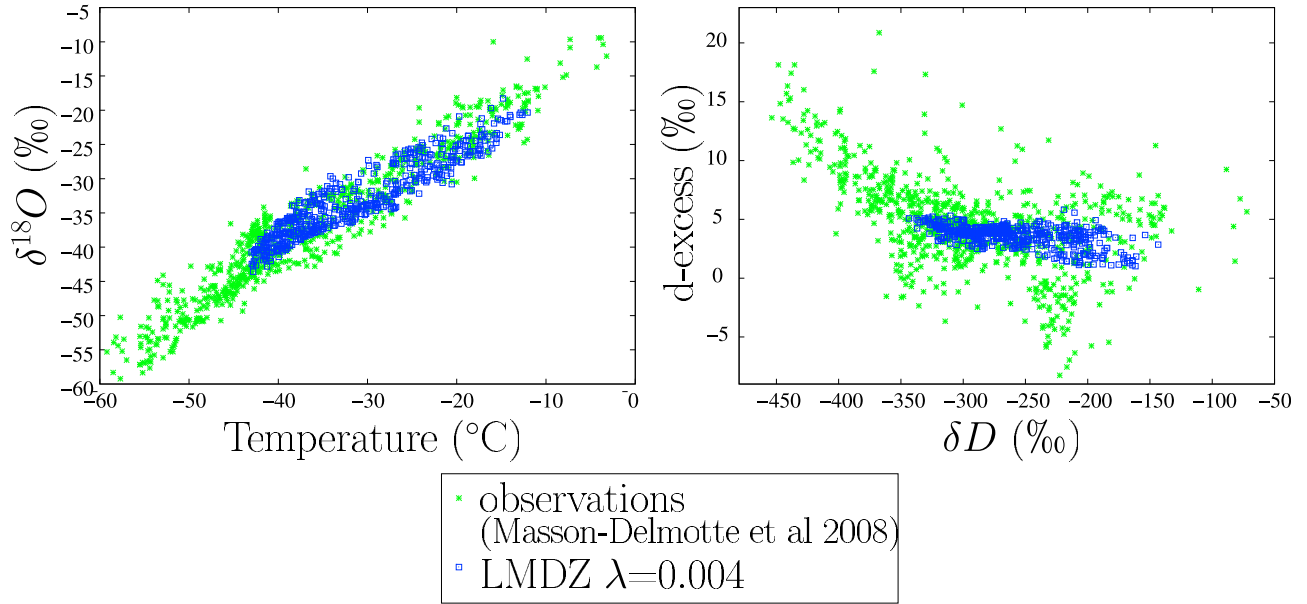 −5
−10
−15
−20
−25
−30
−35
−40
−45
−50
−55
−60
δ¹⁸O (‰)
−60 −50 −40 −30 −20 −10 0
Temperature (°C)
20
15
10
5
0
−5
d-excess (‰)
−450 −400 −350 −300 −250 −200 −150 −100 −50
δD (‰)
observations
(Masson-Delmotte et al 2008)
LMDZ λ=0.004